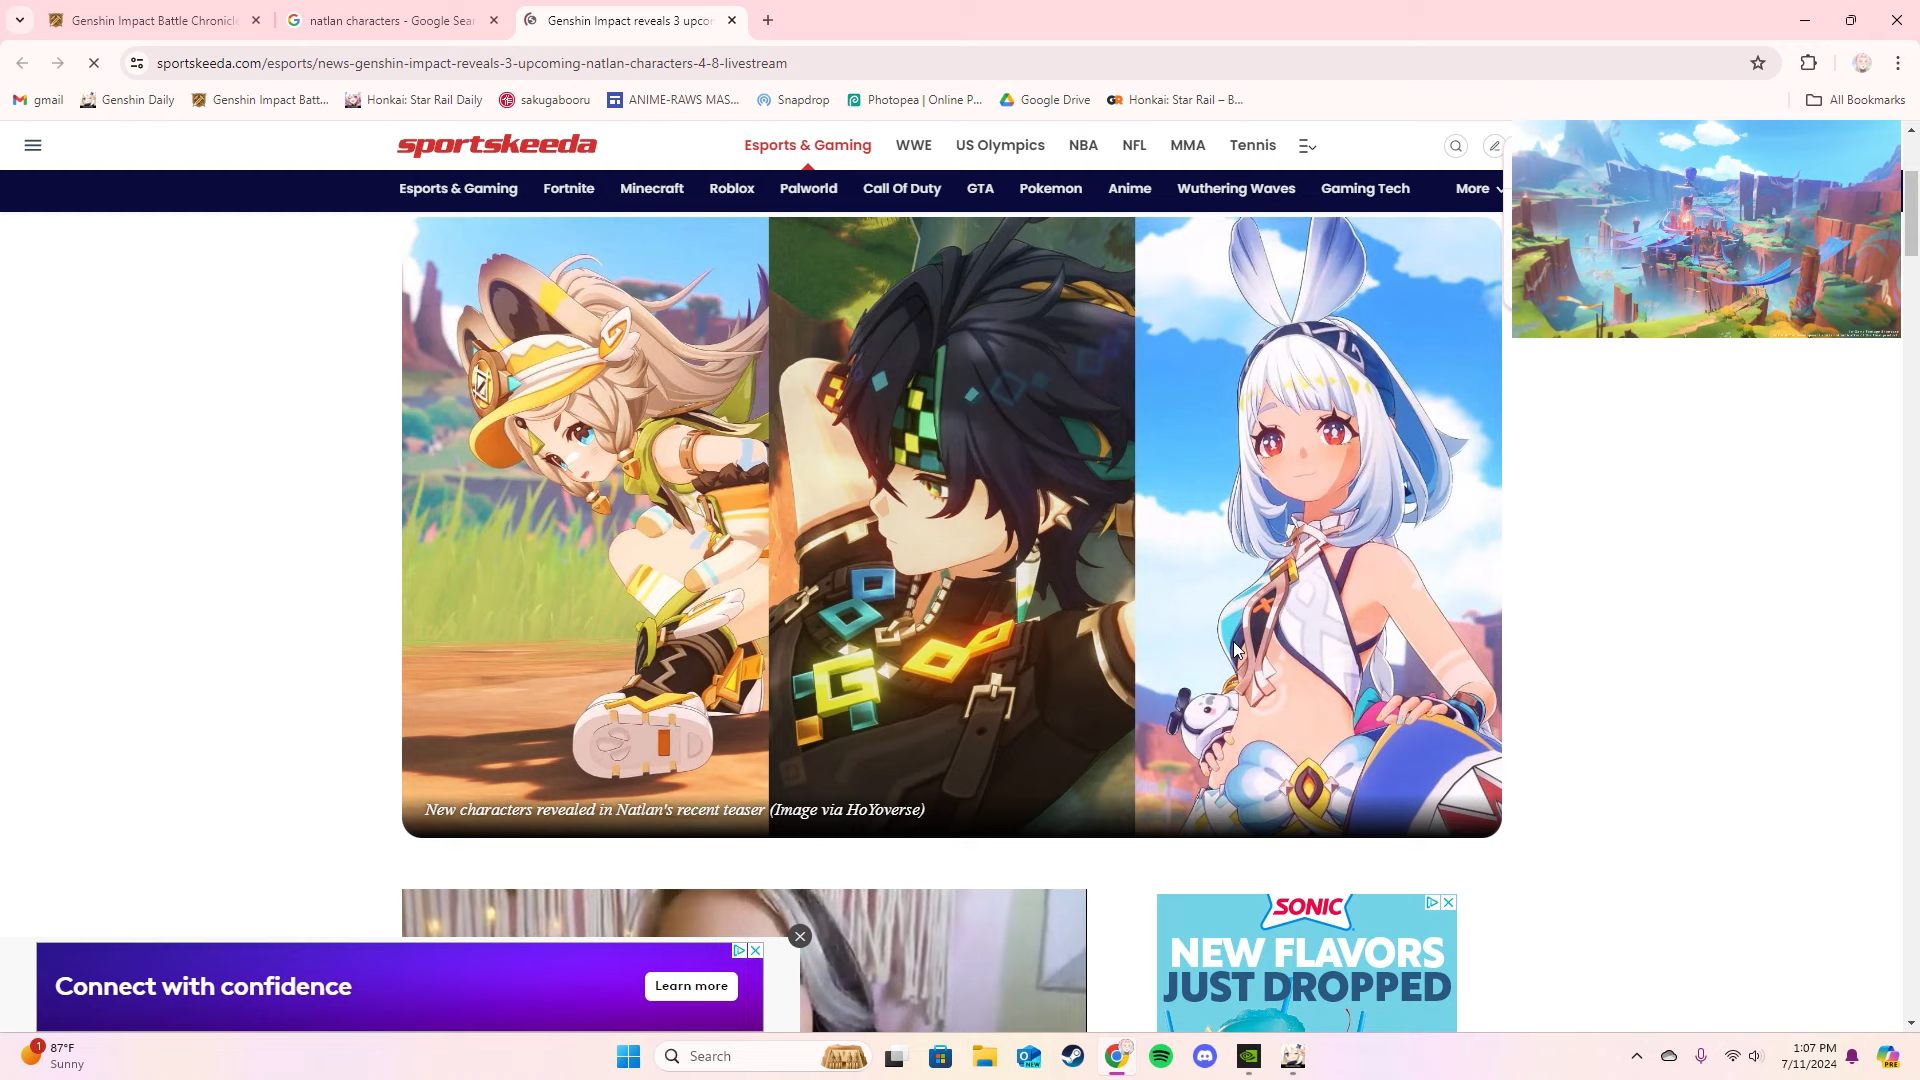 Genshin Impact Battle Chronicle
natlan characters - Google Sear
Genshin Impact reveals 3 upcom
sportskeeda.com/esports/news-genshin-impact-reveals-3-upcoming-natlan-characters-4-8-livestream
gmail
Genshin Daily
Genshin Impact Batt...
Honkai: Star Rail Daily
sakugabooru
ANIME-RAWS MAS...
Snapdrop
Photopea | Online P...
Google Drive
Honkai: Star Rail – B...
All Bookmarks
sportskeeda
Esports & Gaming
WWE
US Olympics
NBA
NFL
MMA
Tennis
Esports & Gaming
Fortnite
Minecraft
Roblox
Palworld
Call Of Duty
GTA
Pokemon
Anime
Wuthering Waves
Gaming Tech
More
New characters revealed in Natlan's recent teaser (Image via HoYoverse)
Connect with confidence
Learn more
SONIC
NEW FLAVORS
JUST DROPPED
1
87°F
Sunny
Search
NEW
1:07 PM
7/11/2024
PRE